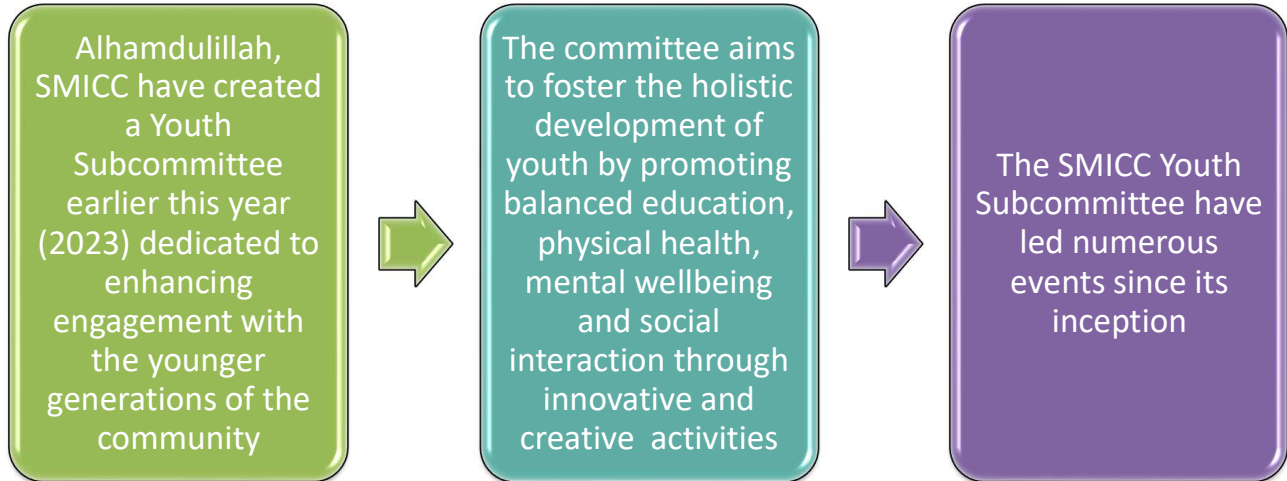 Alhamdulillah,
SMICC have created
a Youth
Subcommittee
earlier this year
(2023) dedicated to
enhancing
engagement with
the younger
generations of the
community
The committee aims
to foster the holistic
development of
youth by promoting
balanced education,
physical health,
mental wellbeing
and social
interaction through
innovative and
creative activities
The SMICC Youth
Subcommittee have
led numerous
events since its
inception